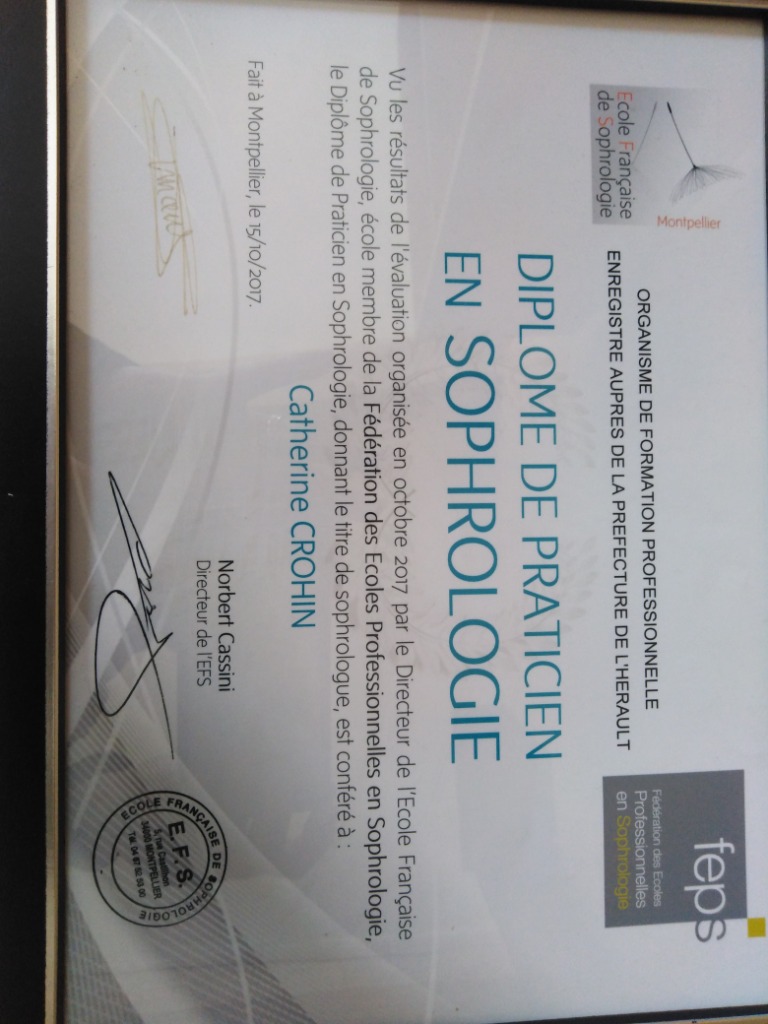 Montpellier
Ecole Française
de Sophrologie
ORGANISME DE FORMATION PROFESSIONNELLE
ENREGISTRE AUPRES DE LA PREFECTURE DE L'HERAULT
feps
Fédération des Ecoles
Professionnelles
en Sophrologie
DIPLOME DE PRATICIEN
EN SOPHROLOGIE
Vu les résultats de l'évaluation organisée en octobre 2017 par le Directeur de l'Ecole Française
de Sophrologie, école membre de la Fédération des Ecoles Professionnelles en Sophrologie,
le Diplôme de Praticien en Sophrologie, donnant le titre de sophrologue, est conféré à :
Catherine CROHIN
Fait à Montpellier, le 15/10/2017.
Norbert Cassini
Directeur de l'EFS
ECOLE FRANÇAISE DE SOPHROLOGIE
E.F.S.
34000 MONTPELLIER